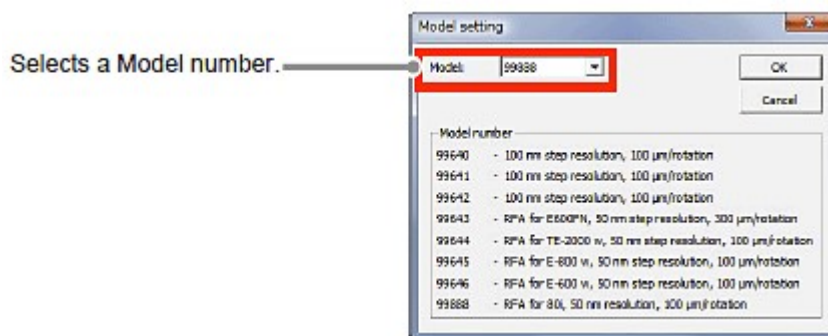 Model setting
Selects a Model number.
Model: 99888
OK
Cancel
Model number
99640 - 100 nm step resolution, 100 µm/rotation
99641 - 100 nm step resolution, 100 µm/rotation
99642 - 100 nm step resolution, 100 µm/rotation
99643 - RFA for E600FN, 50 nm step resolution, 300 µm/rotation
99644 - RFA for TE-2000 w, 50 nm step resolution, 100 µm/rotation
99645 - RFA for E-800 w, 50 nm step resolution, 100 µm/rotation
99646 - RFA for E-600 w, 50 nm step resolution, 100 µm/rotation
99888 - RFA for 80i, 50 nm resolution, 100 µm/rotation